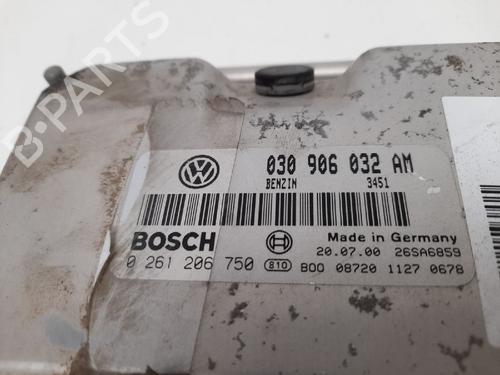 030 906 032 AM
BENZIN 3451
BOSCH Made in Germany
20.07.00 26SA6859
0 261 206 750 810 B00 08720 1127 0678